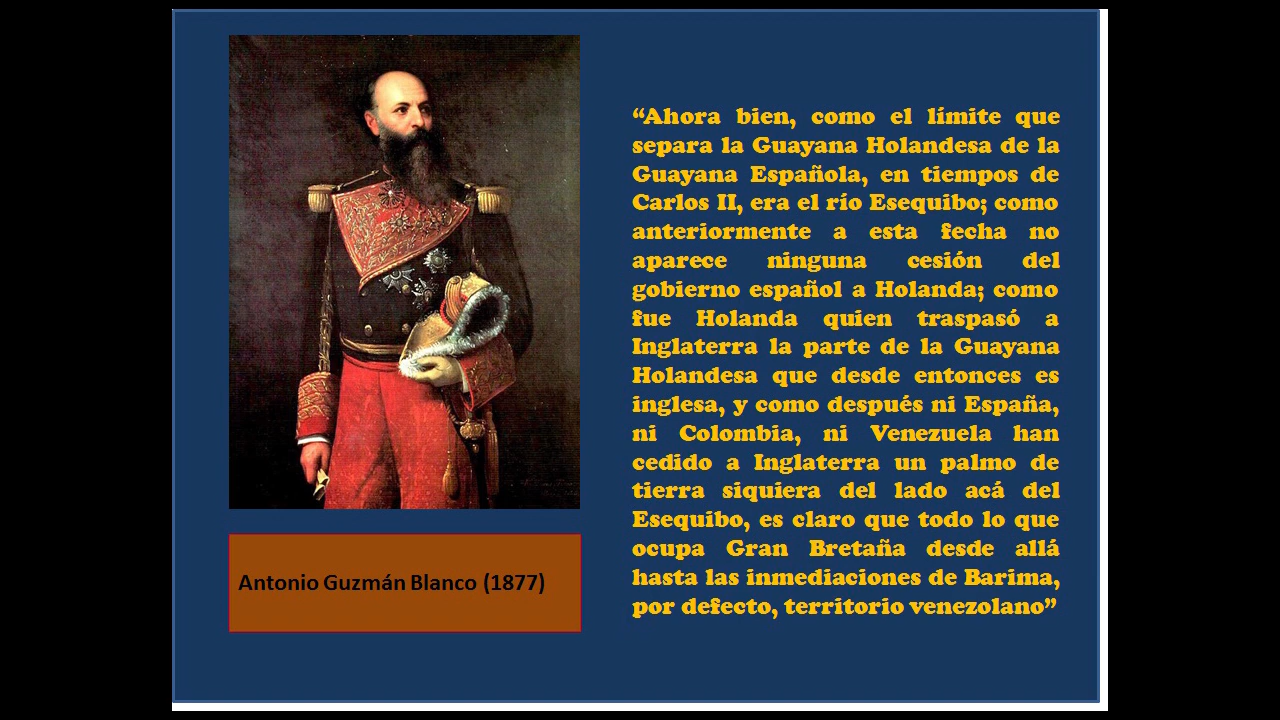 “Ahora bien, como el límite que
separa la Guayana Holandesa de la
Guayana Española, en tiempos de
Carlos II, era el río Esequibo; como
anteriormente a esta fecha no
aparece ninguna cesión del
gobierno español a Holanda; como
fue Holanda quien traspasó a
Inglaterra la parte de la Guayana
Holandesa que desde entonces es
inglesa, y como después ni España,
ni Colombia, ni Venezuela han
cedido a Inglaterra un palmo de
tierra siquiera del lado acá del
Esequibo, es claro que todo lo que
ocupa Gran Bretaña desde allá
hasta las inmediaciones de Barima,
por defecto, territorio venezolano”
Antonio Guzmán Blanco (1877)